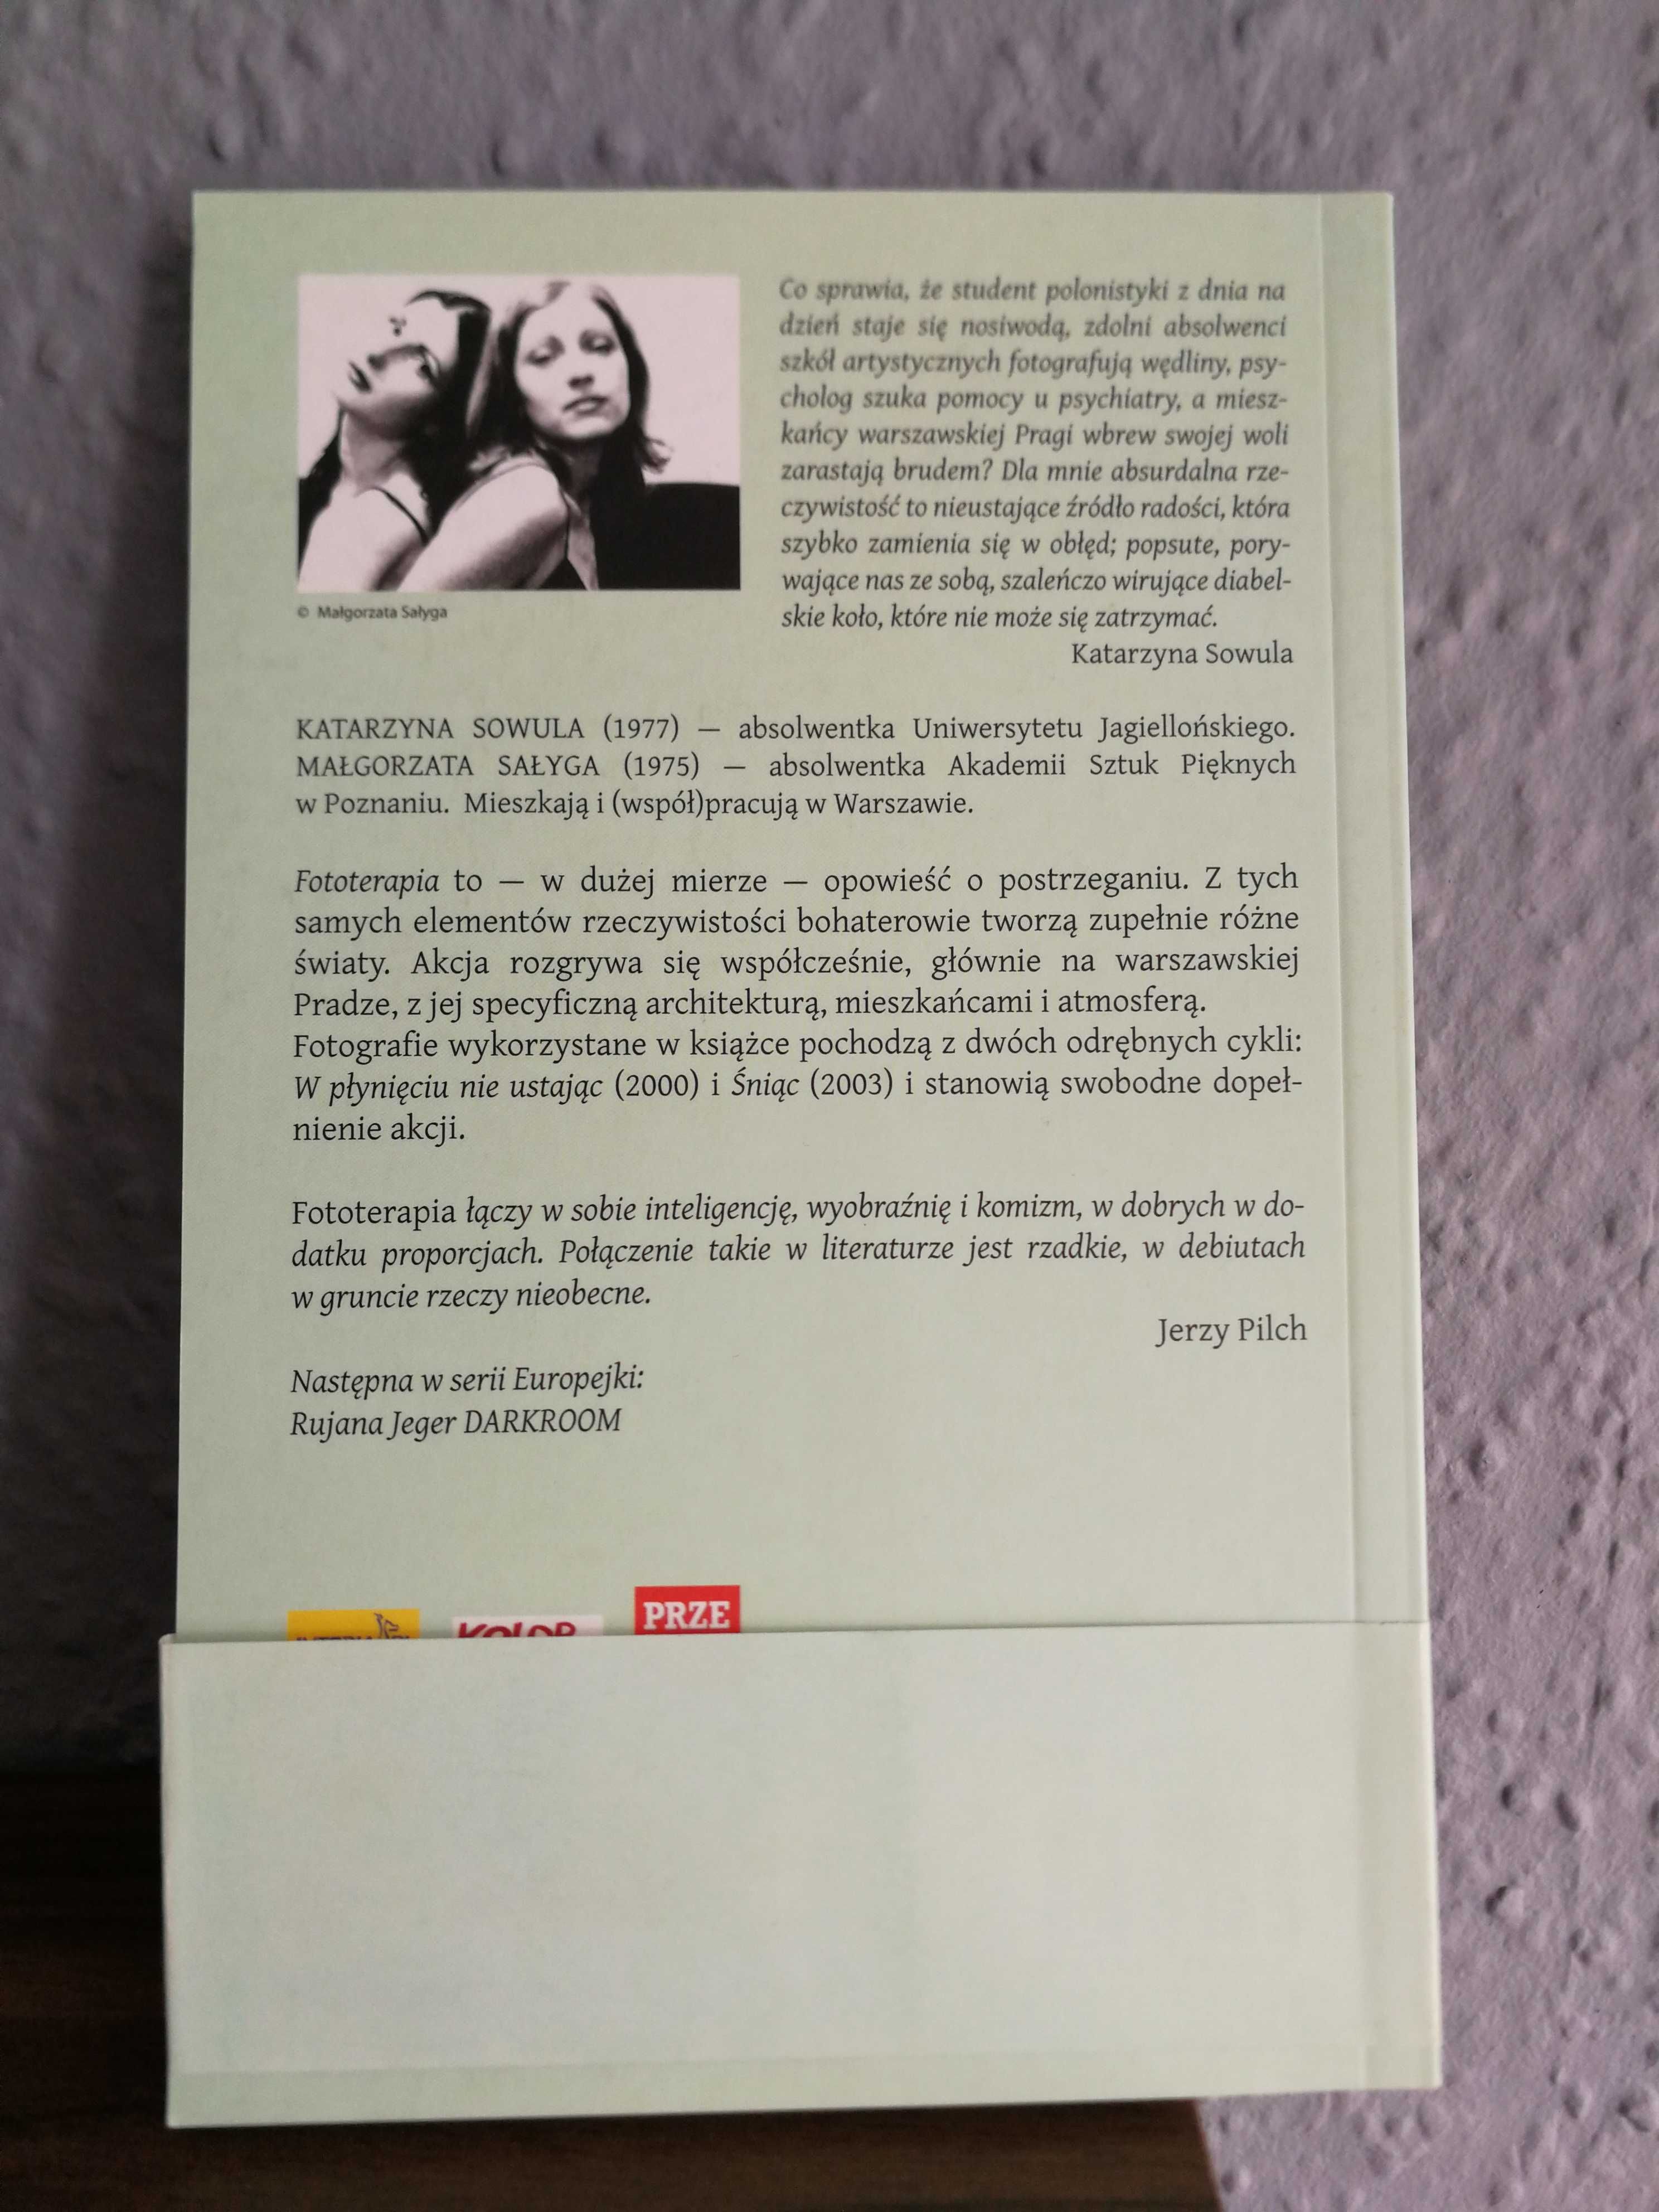 Co sprawia, że student polonistyki z dnia na
dzień staje się nosiwodą, zdolni absolwenci
szkół artystycznych fotografują wędliny, psy-
cholog szuka pomocy u psychiatry, a miesz-
kańcy warszawskiej Pragi wbrew swojej woli
zarastają brudem? Dla mnie absurdalna rze-
czywistość to nieustające źródło radości, która
szybko zamienia się w obłęd; popsute, pory-
wające nas ze sobą, szaleńczo wirujące diabel-
skie koło, które nie może się zatrzymać.
Katarzyna Sowula
© Małgorzata Sałyga
KATARZYNA SOWULA (1977) — absolwentka Uniwersytetu Jagiellońskiego.
MAŁGORZATA SAŁYGA (1975) — absolwentka Akademii Sztuk Pięknych
w Poznaniu. Mieszkają i (współ)pracują w Warszawie.
Fototerapia to — w dużej mierze — opowieść o postrzeganiu. Z tych
samych elementów rzeczywistości bohaterowie tworzą zupełnie różne
światy. Akcja rozgrywa się współcześnie, głównie na warszawskiej
Pradze, z jej specyficzną architekturą, mieszkańcami i atmosferą.
Fotografie wykorzystane w książce pochodzą z dwóch odrębnych cykli:
W płynięciu nie ustając (2000) i Śniąc (2003) i stanowią swobodne dopeł-
nienie akcji.
Fototerapia łączy w sobie inteligencję, wyobraźnię i komizm, w dobrych w do-
datku proporcjach. Połączenie takie w literaturze jest rzadkie, w debiutach
w gruncie rzeczy nieobecne.
Jerzy Pilch
Następna w serii Europejki:
Rujana Jeger DARKROOM
KOLOR
PRZE